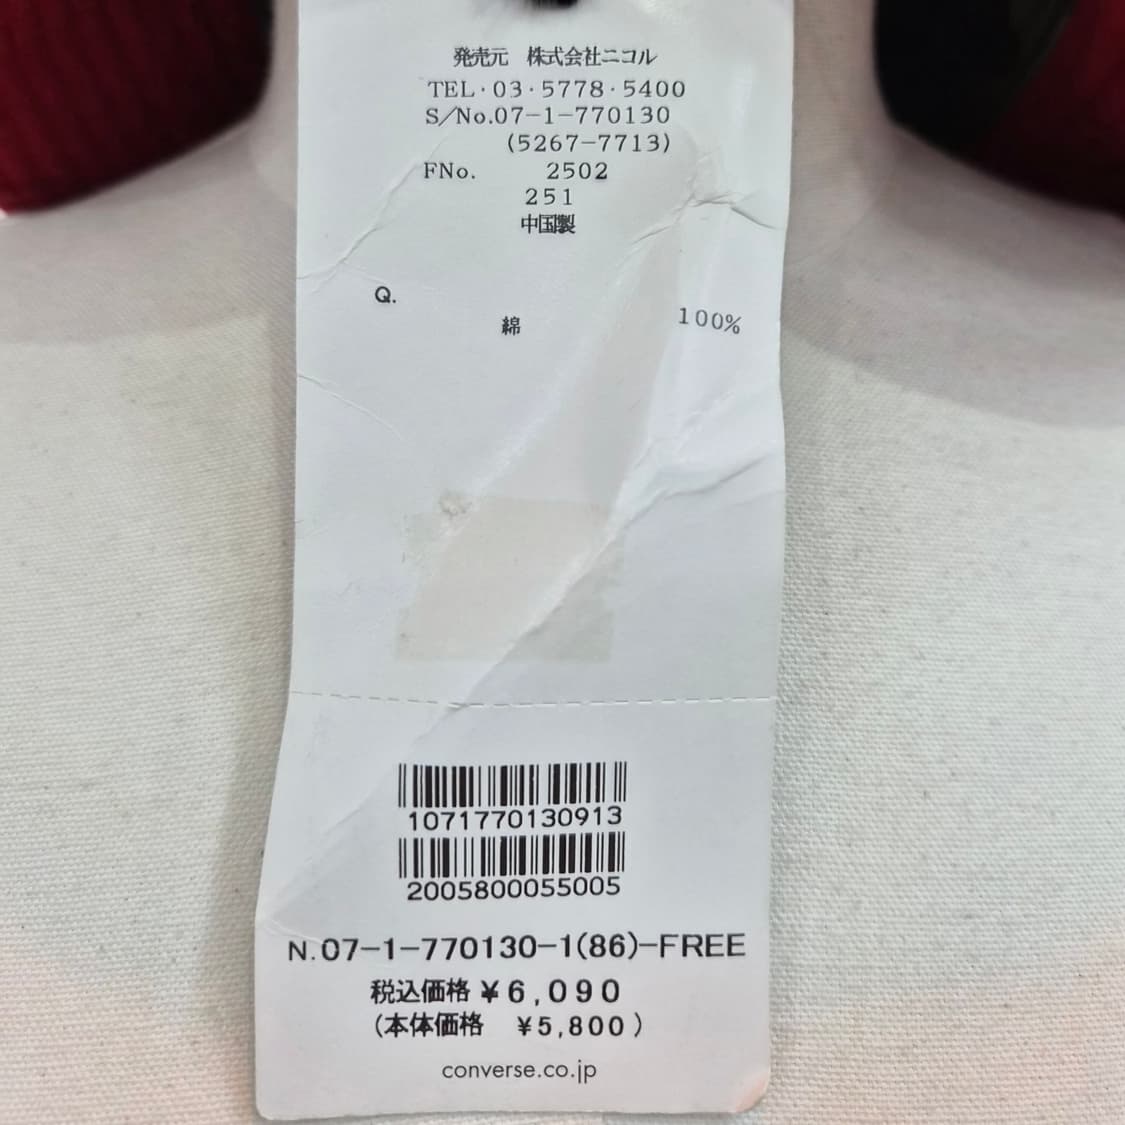 発売元 株式会社ニコル
TEL・03・5778・5400
S/No.07-1-770130
(5267-7713)
FNo. 2502
251
中国製
Q.
綿 100%
1071770130913
2005800055005
N.07-1-770130-1(86)-FREE
税込価格 ¥6,090
(本体価格 ¥5,800)
converse.co.jp